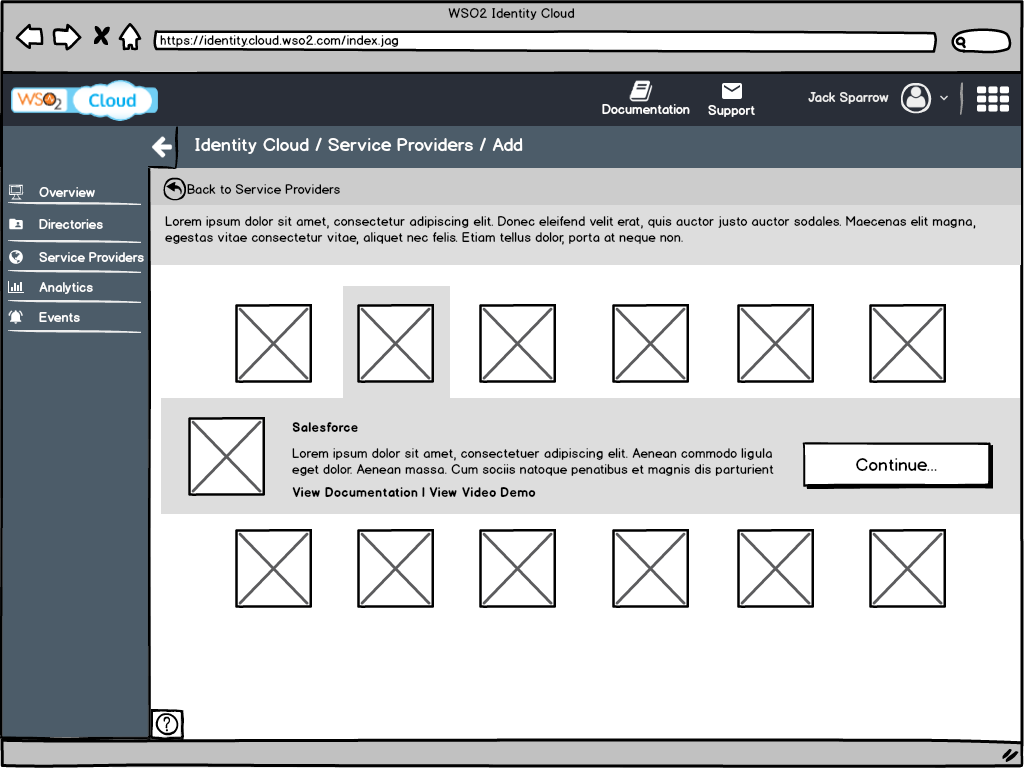 WSO2 Identity Cloud
https://identity.cloud.wso2.com/index.jag
WSO2 Cloud
Documentation
Support
Jack Sparrow
Identity Cloud / Service Providers / Add
Overview
Directories
Service Providers
Analytics
Events
Back to Service Providers
Lorem ipsum dolor sit amet, consectetur adipiscing elit. Donec eleifend velit erat, quis auctor justo auctor sodales. Maecenas elit magna,
egestas vitae consectetur vitae, aliquet nec felis. Etiam tellus dolor, porta at neque non.
Salesforce
Lorem ipsum dolor sit amet, consectetuer adipiscing elit. Aenean commodo ligula
eget dolor. Aenean massa. Cum sociis natoque penatibus et magnis dis parturient
View Documentation | View Video Demo
Continue...
?